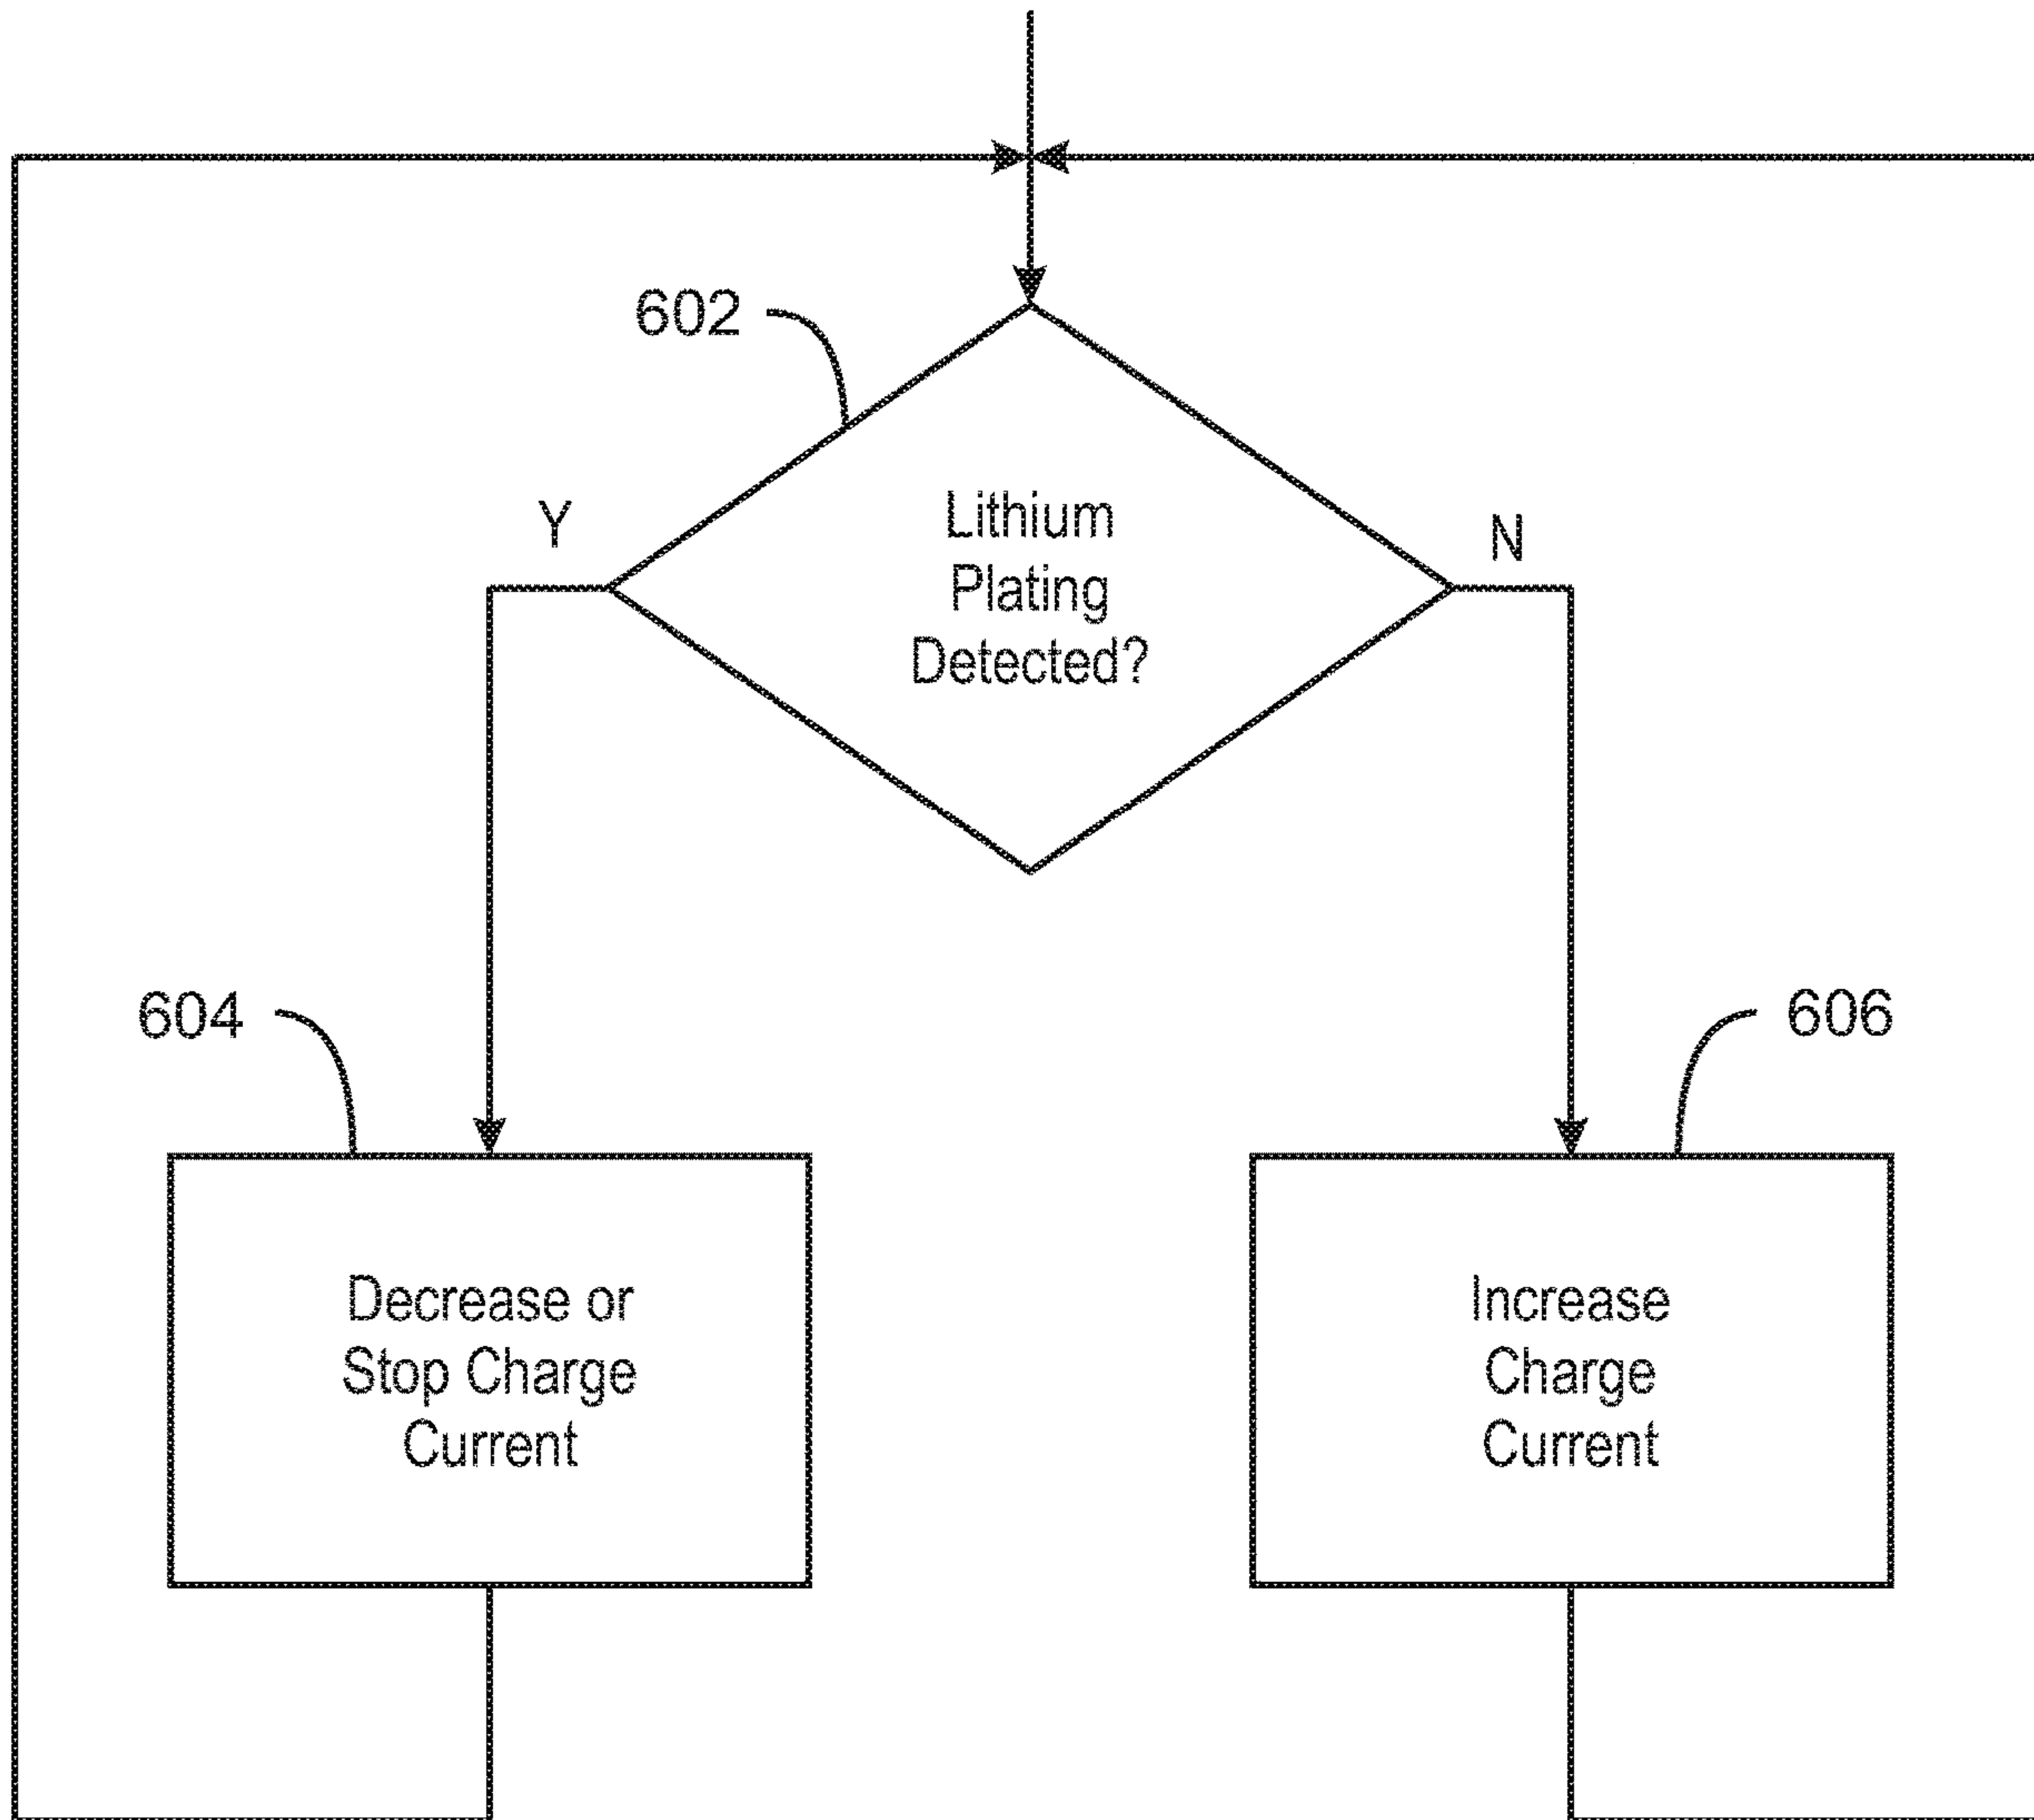 602
Y
N
Lithium
Plating
Detected?
604
606
Decrease or
Stop Charge
Current
Increase
Charge
Current